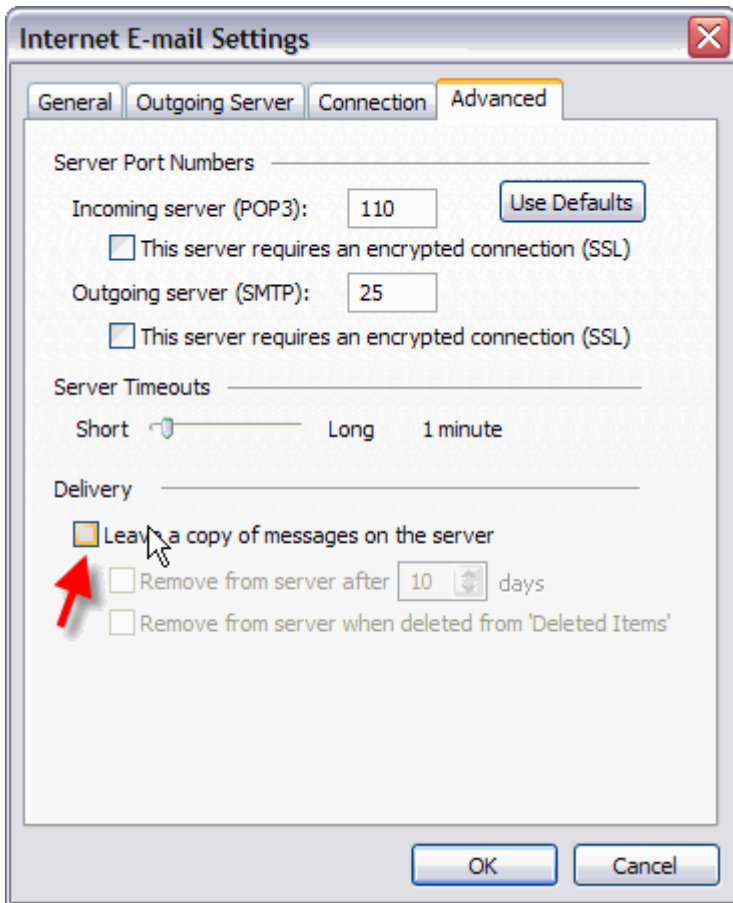 Internet E-mail Settings
General Outgoing Server Connection Advanced
Server Port Numbers
Incoming server (POP3): 110 Use Defaults
This server requires an encrypted connection (SSL)
Outgoing server (SMTP): 25
This server requires an encrypted connection (SSL)
Server Timeouts
Short Long 1 minute
Delivery
Leave a copy of messages on the server
Remove from server after 10 days
Remove from server when deleted from 'Deleted Items'
OK Cancel